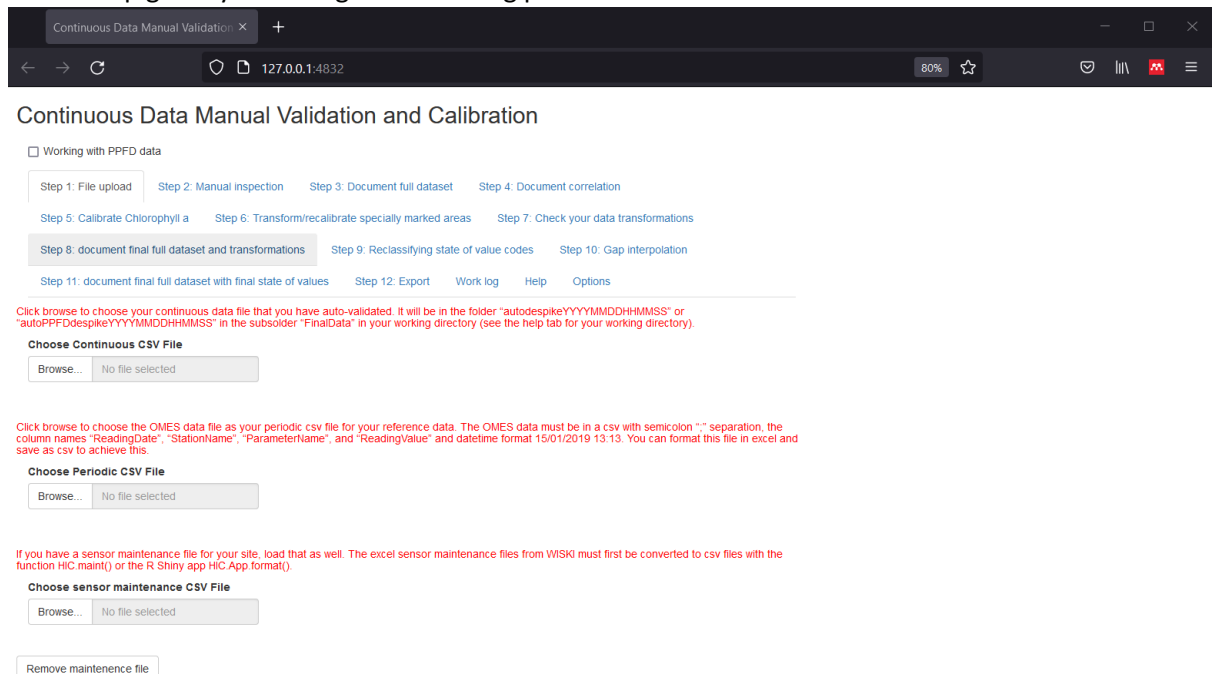 Continuous Data Manual Validation
127.0.0.1:4832 80%
Continuous Data Manual Validation and Calibration
Working with PPFD data
Step 1: File upload Step 2: Manual inspection Step 3: Document full dataset Step 4: Document correlation
Step 5: Calibrate Chlorophyll a Step 6: Transform/recalibrate specially marked areas Step 7: Check your data transformations
Step 8: document final full dataset and transformations Step 9: Reclassifying state of value codes Step 10: Gap interpolation
Step 11: document final full dataset with final state of values Step 12: Export Work log Help Options
Click browse to choose your continuous data file that you have auto-validated. It will be in the folder “autodespikeYYYYMMDDHHMMSS” or
“autoPPFDdespikeYYYYMMDDHHMMSS” in the subsolder “FinalData” in your working directory (see the help tab for your working directory).
Choose Continuous CSV File
Browse... No file selected
Click browse to choose the OMES data file as your periodic csv file for your reference data. The OMES data must be in a csv with semicolon “;” separation, the
column names “ReadingDate”, “StationName”, “ParameterName”, and “ReadingValue” and datetime format 15/01/2019 13:13. You can format this file in excel and
save as csv to achieve this.
Choose Periodic CSV File
Browse... No file selected
If you have a sensor maintenance file for your site, load that as well. The excel sensor maintenance files from WISKI must first be converted to csv files with the
function HIC.maint() or the R Shiny app HIC.App.format().
Choose sensor maintenance CSV File
Browse... No file selected
Remove maintenence file